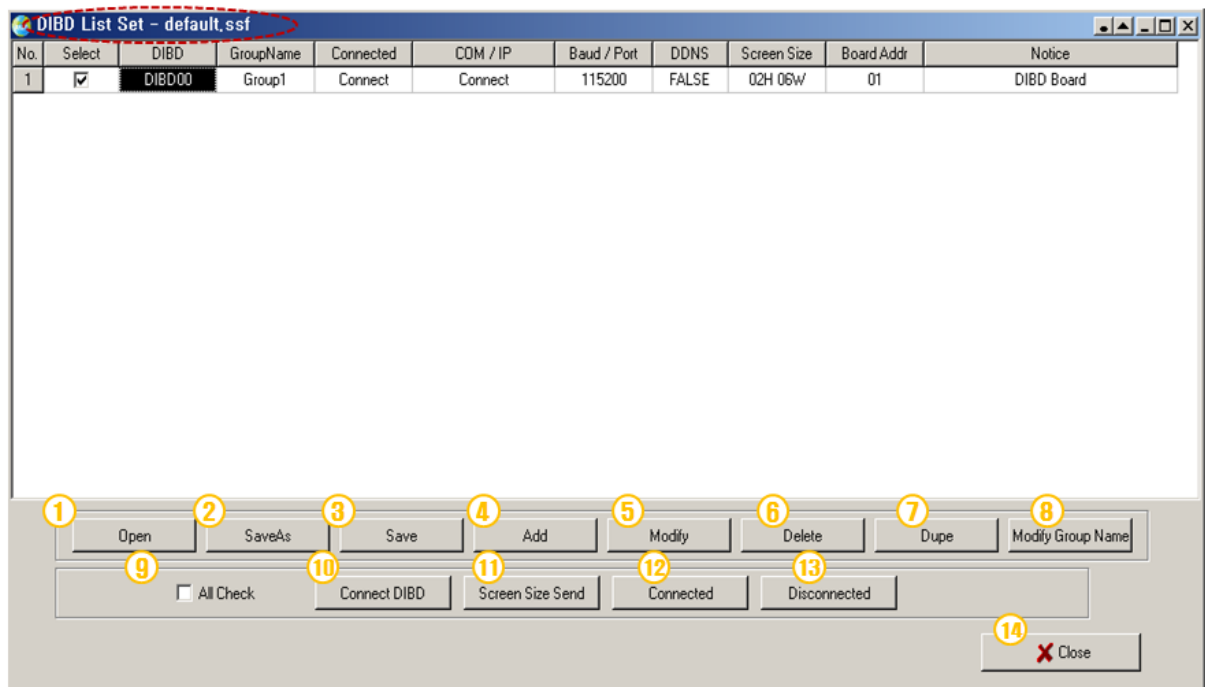 DIBD List Set - default.ssf
No. Select DIBD GroupName Connected COM / IP Baud / Port DDNS Screen Size Board Addr Notice
1 DIBD00 Group1 Connect Connect 115200 FALSE 02H 06W 01 DIBD Board
1 2 3 4 5 6 7 8
Open SaveAs Save Add Modify Delete Dupe Modify Group Name
9 10 11 12 13
All Check Connect DIBD Screen Size Send Connected Disconnected
14
Close